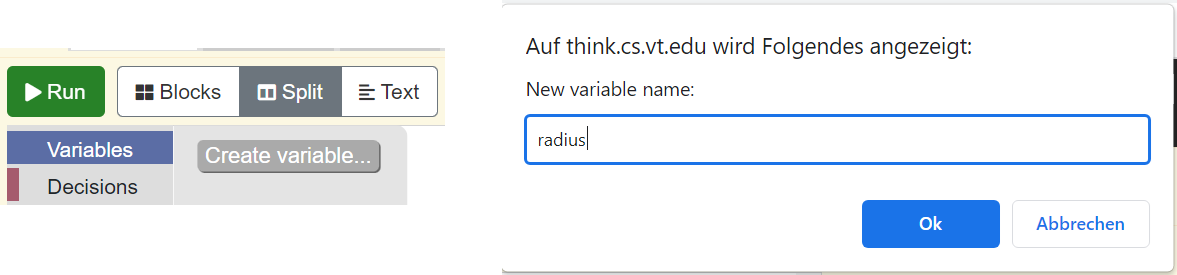 Run
Blocks
Split
Text
Variables
Create variable...
Decisions
Auf think.cs.vt.edu wird Folgendes angezeigt:
New variable name:
radius
Ok
Abbrechen